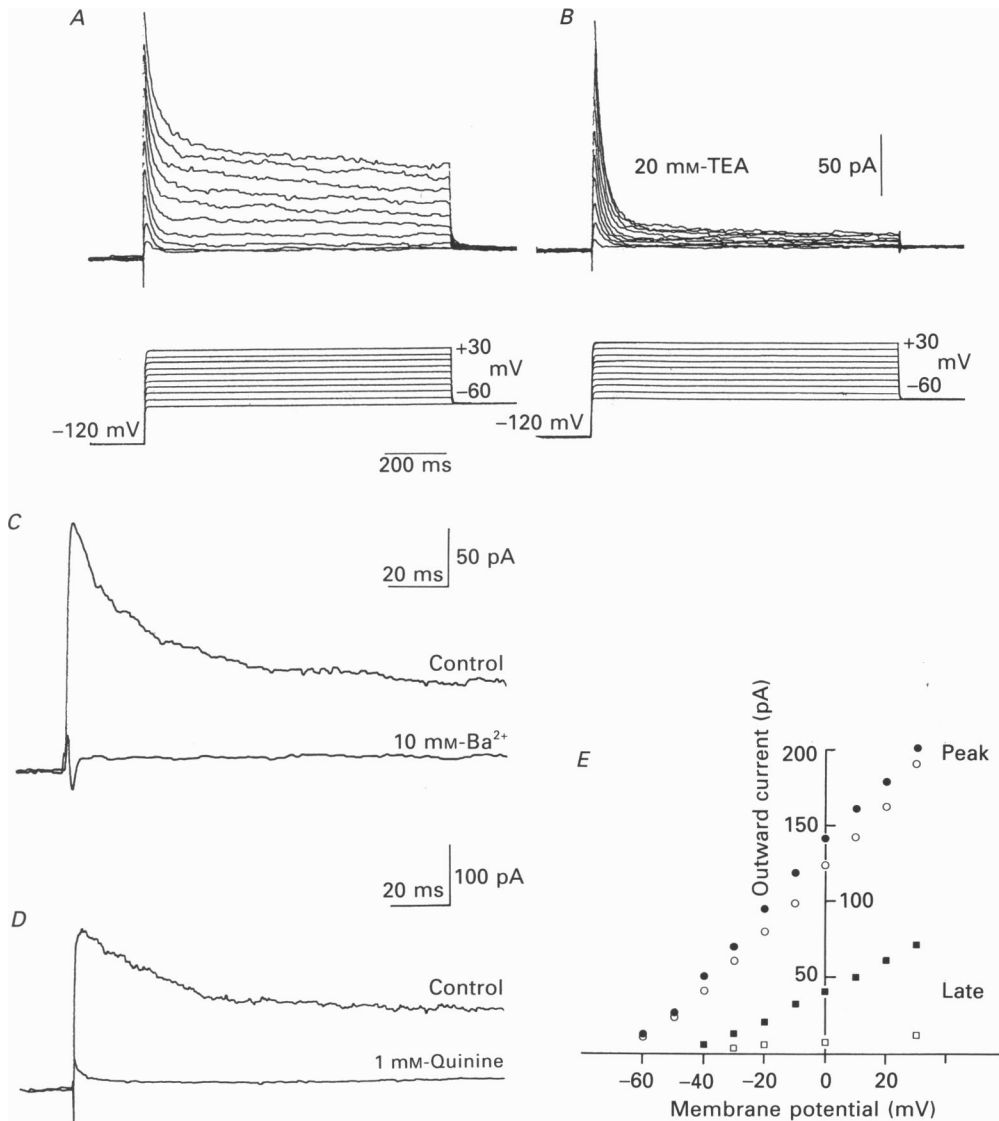 A
B
20 mM-TEA
50 pA
+30
mV
−60
−120 mV
200 ms
+30
mV
−60
−120 mV
C
50 pA
20 ms
Control
10 mM-Ba²⁺
D
100 pA
20 ms
Control
1 mM-Quinine
E
Outward current (pA)
200
150
100
50
Peak
Late
−60
−40
−20
0
20
Membrane potential (mV)